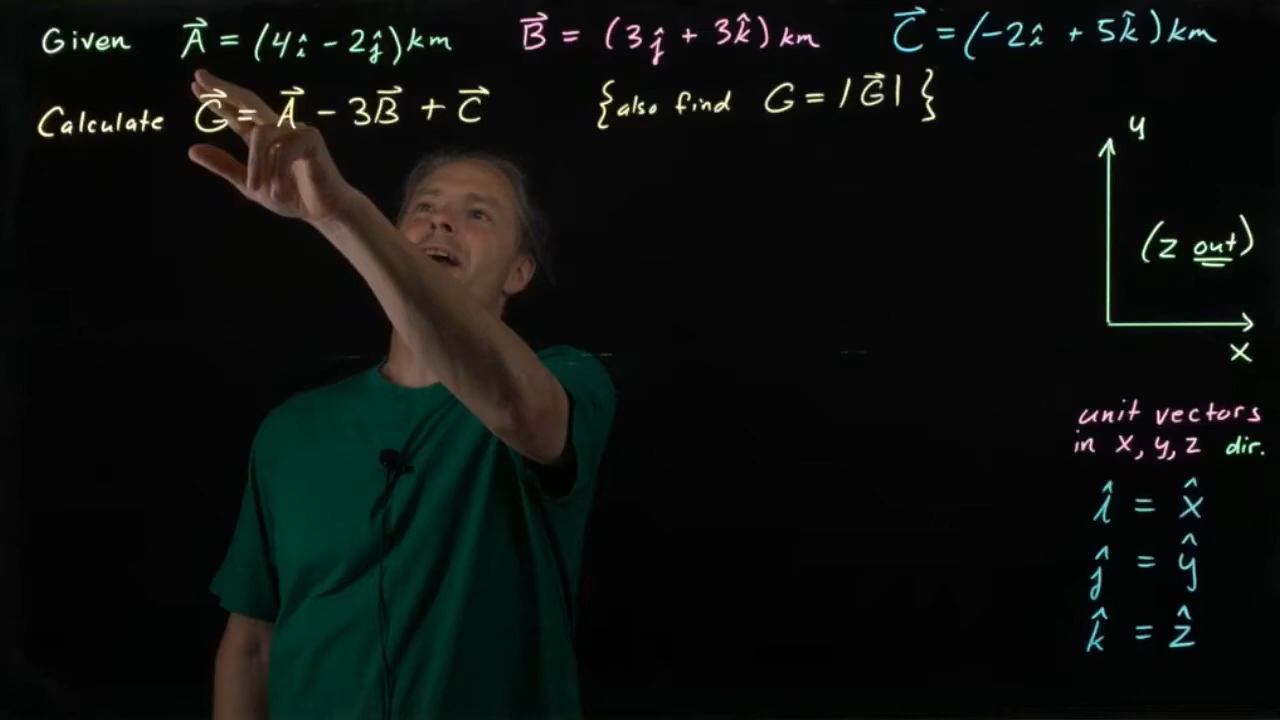 Given A⃗ = (4î - 2ĵ) km B⃗ = (3ĵ + 3k̂) km C⃗ = (-2î + 5k̂) km
Calculate G⃗ = A⃗ - 3B⃗ + C⃗ {also find G = |G⃗| }
y
(z out)
x
unit vectors
in x, y, z dir.
î = x̂
ĵ = ŷ
k̂ = ẑ